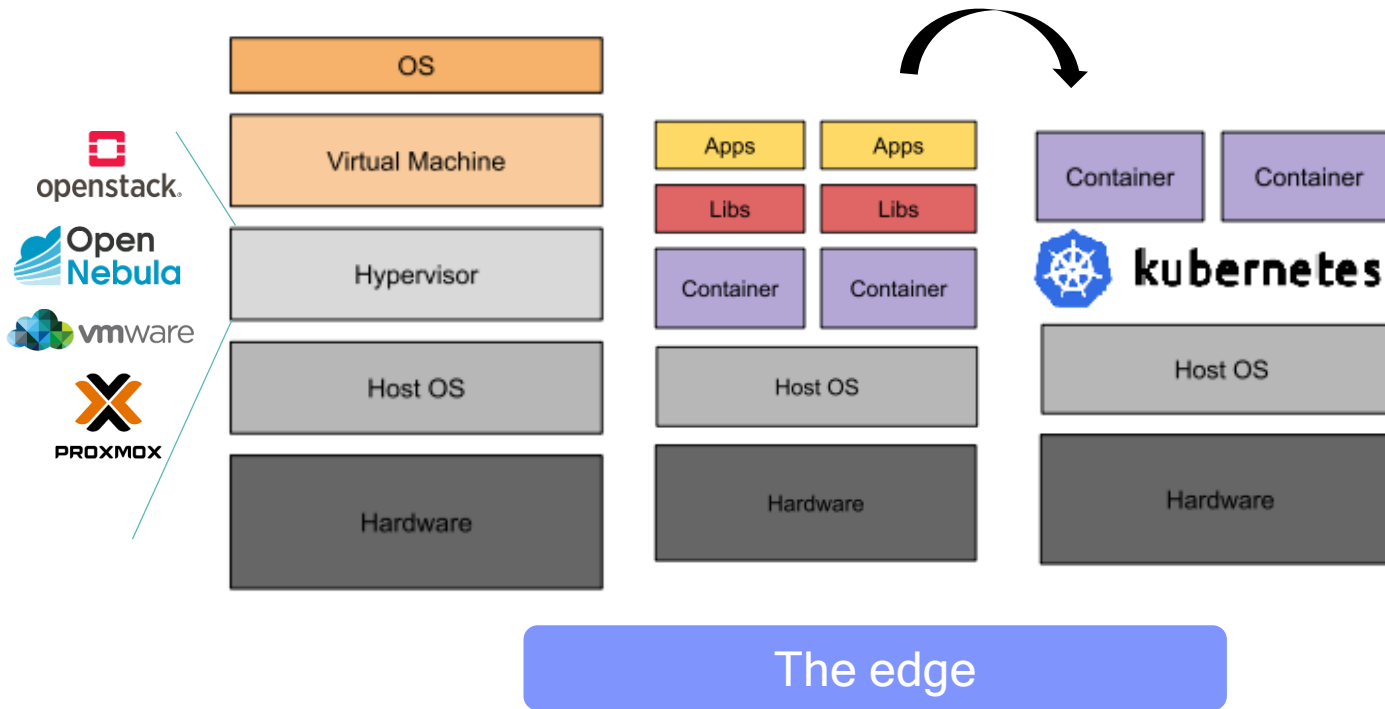 openstack.
Open
Nebula
vmware
PROXMOX
OS
Virtual Machine
Hypervisor
Host OS
Hardware
Apps
Apps
Libs
Libs
Container
Container
Host OS
Hardware
Container
Container
kubernetes
Host OS
Hardware
The edge